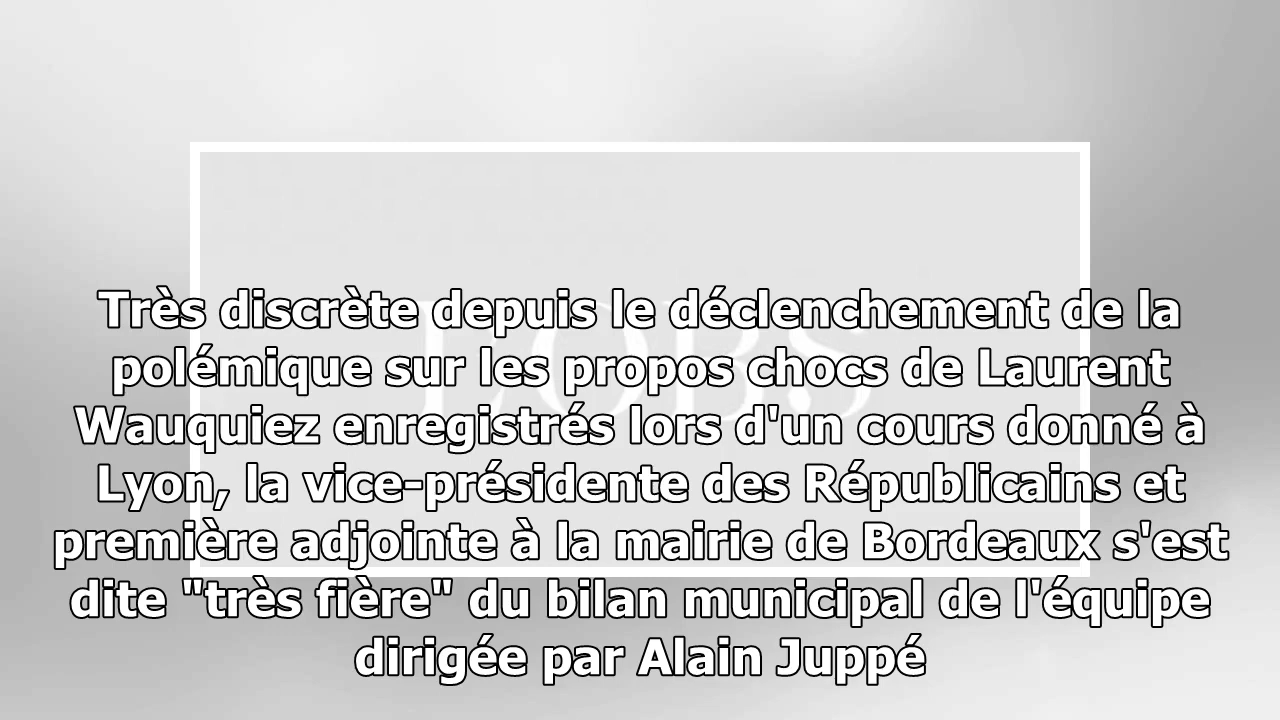 Très discrète depuis le déclenchement de la
polémique sur les propos chocs de Laurent
Wauquiez enregistrés lors d'un cours donné à
Lyon, la vice-présidente des Républicains et
première adjointe à la mairie de Bordeaux s'est
dite "très fière" du bilan municipal de l'équipe
dirigée par Alain Juppé